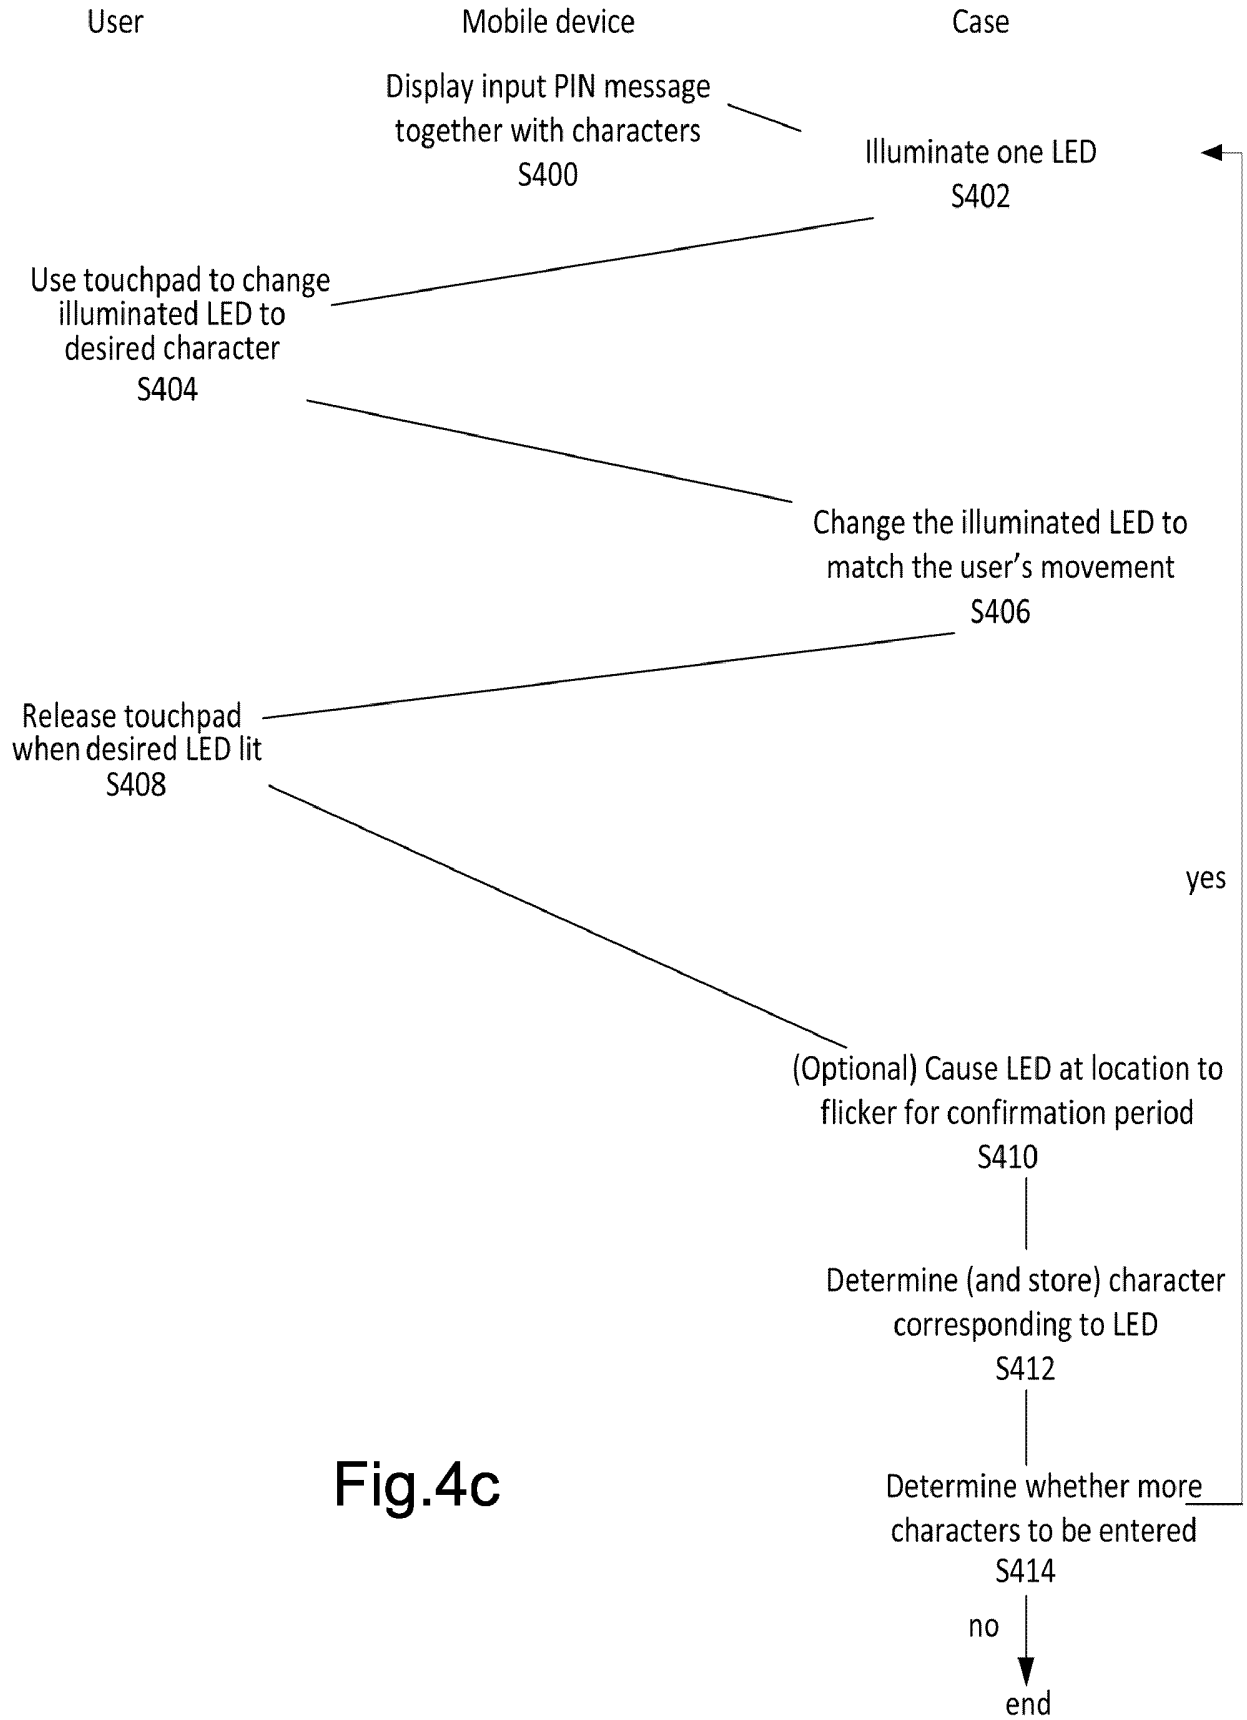 User
Mobile device
Case
Display input PIN message
together with characters
S400
Illuminate one LED
S402
Use touchpad to change
illuminated LED to
desired character
S404
Change the illuminated LED to
match the user's movement
S406
Release touchpad
when desired LED lit
S408
yes
(Optional) Cause LED at location to
flicker for confirmation period
S410
Determine (and store) character
corresponding to LED
S412
Determine whether more
characters to be entered
S414
no
end
Fig.4c